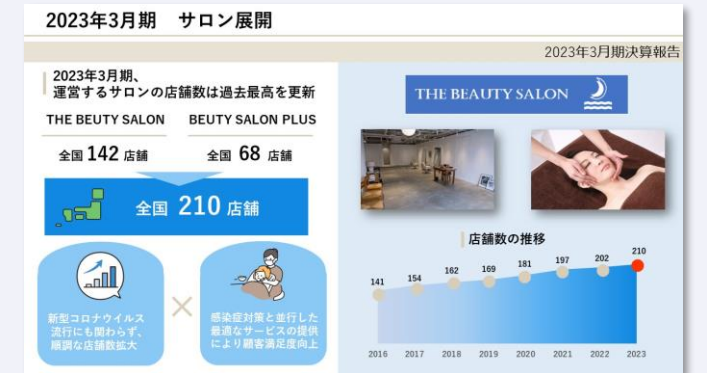 2023年3月期 サロン展開
2023年3月期決算報告
2023年3月期、
運営するサロンの店舗数は過去最高を更新
THE BEUTY SALON
BEUTY SALON PLUS
全国 142 店舗
全国 68 店舗
全国 210 店舗
新型コロナウイルス
流行にも関わらず、
順調な店舗数拡大
×
感染症対策と並行した
最適なサービスの提供
により顧客満足度向上
THE BEAUTY SALON
店舗数の推移
141
154
162
169
181
197
202
210
2016
2017
2018
2019
2020
2021
2022
2023